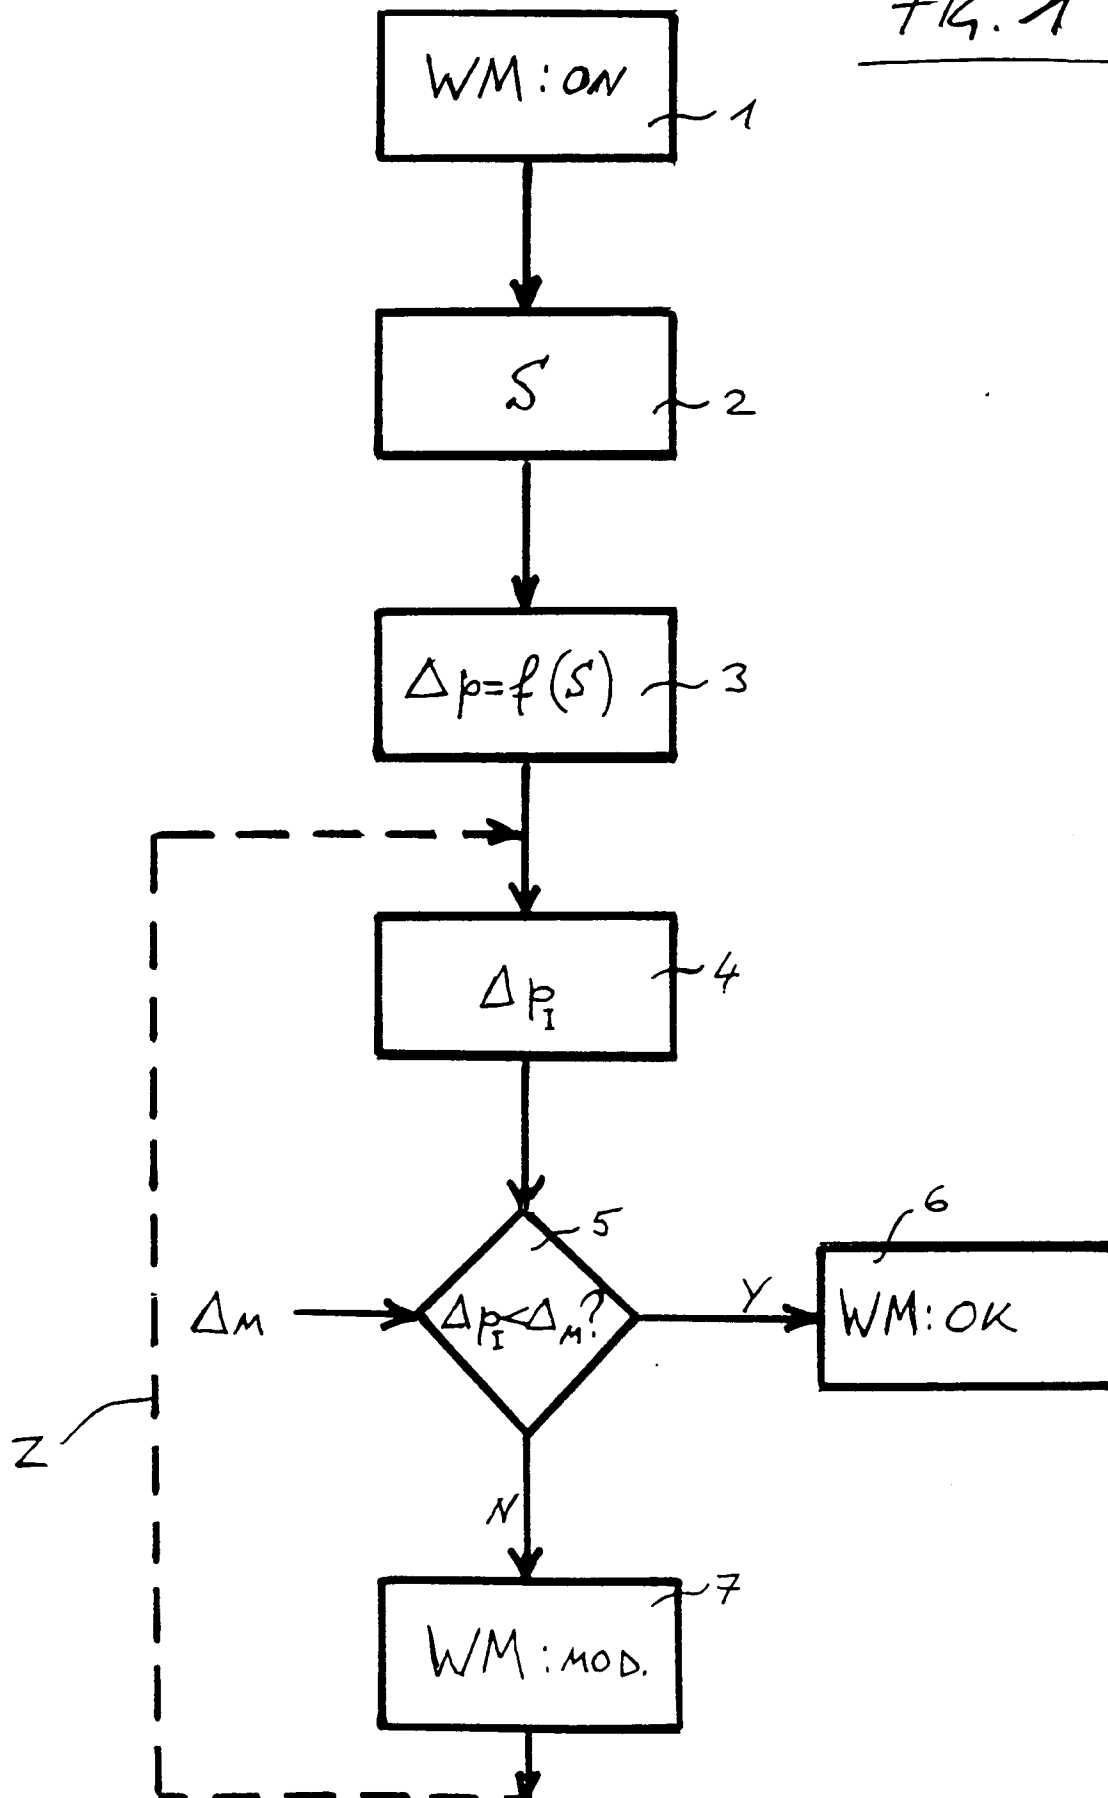 FIG. 1
WM: ON
1
S
2
Δp=f(S)
3
Δp_I
4
5
6
ΔM
Δp_I<Δ_M?
Y
WM: OK
Z
N
7
WM: MOD.